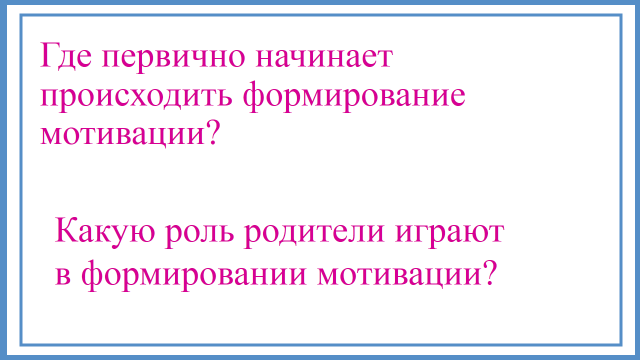 Где первично начинает
происходить формирование
мотивации?
Какую роль родители играют
в формировании мотивации?